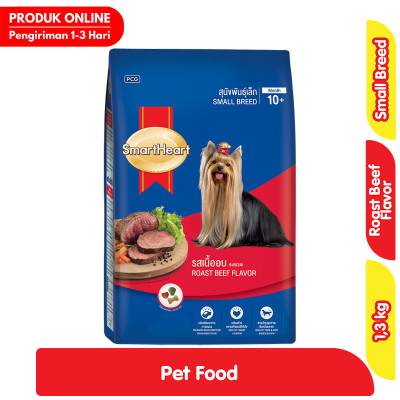 PRODUK ONLINE
Pengiriman 1-3 Hari
PCG
สุนัขพันธุ์เล็ก
SMALL BREED
Month
10+
SmartHeart
รสเนื้ออบ
ROAST BEEF FLAVOR
Small Breed
Roast Beef
Flavor
1,3 kg
Pet Food